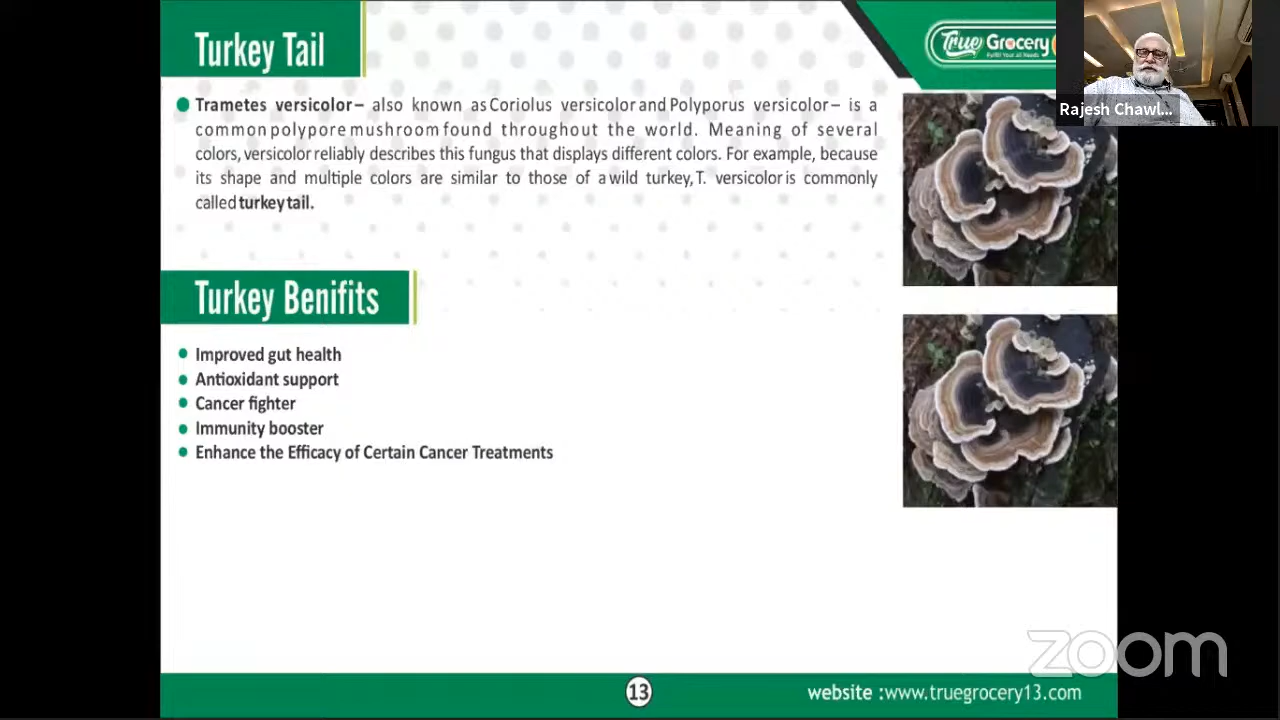 Turkey Tail
True Grocery
Fulfill Your all Needs
Rajesh Chawl...
Trametes versicolor– also known as Coriolus versicolor and Polyporus versicolor– is a
common polypore mushroom found throughout the world. Meaning of several
colors, versicolor reliably describes this fungus that displays different colors. For example, because
its shape and multiple colors are similar to those of a wild turkey, T. versicolor is commonly
called turkey tail.
Turkey Benifits
Improved gut health
Antioxidant support
Cancer fighter
Immunity booster
Enhance the Efficacy of Certain Cancer Treatments
zoom
13
website :www.truegrocery13.com